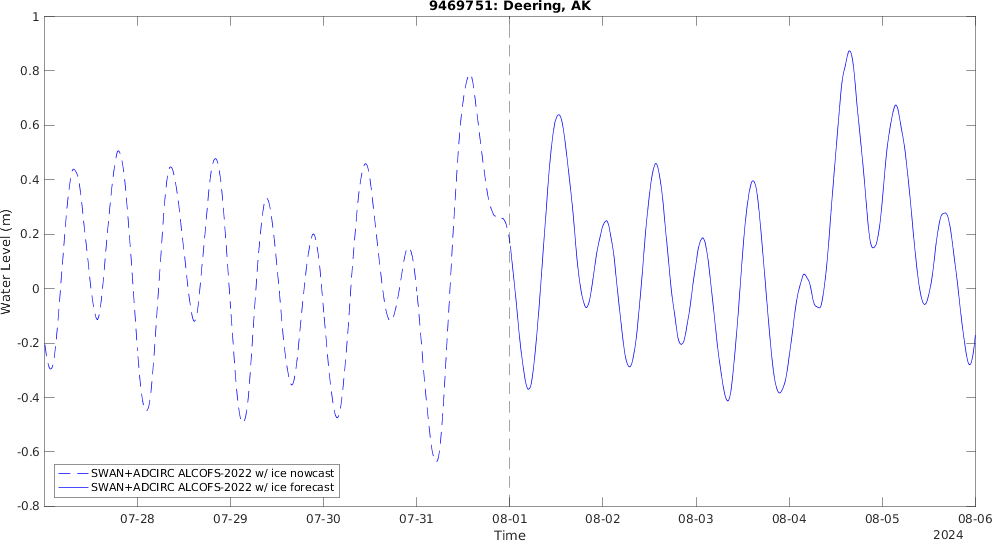 9469751: Deering, AK
1
0.8
0.6
0.4
0.2
0
-0.2
-0.4
-0.6
-0.8
Water Level (m)
SWAN+ADCIRC ALCOFS-2022 w/ ice nowcast
SWAN+ADCIRC ALCOFS-2022 w/ ice forecast
07-28 07-29 07-30 07-31 08-01 08-02 08-03 08-04 08-05 08-06
Time
2024